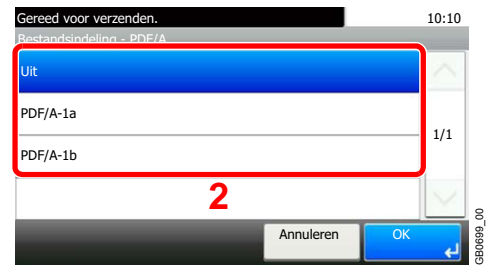 Gereed voor verzenden. 10:10
Bestandsindeling - PDF/A
Uit
PDF/A-1a
1/1
PDF/A-1b
2
Annuleren OK
GB0699_00